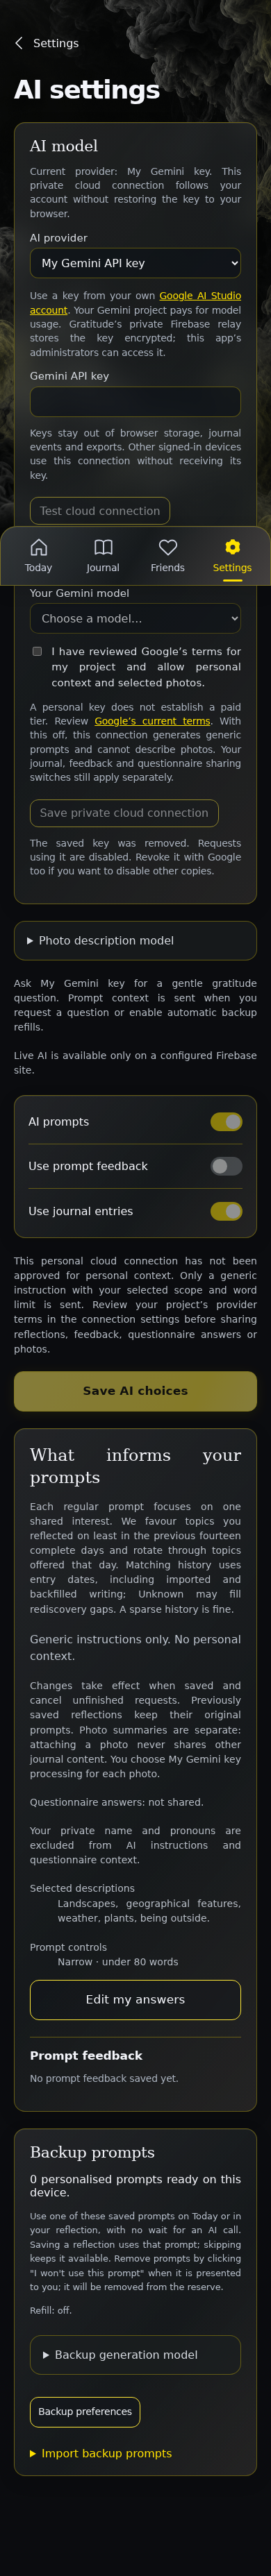 Settings
AI settings
AI model
Current provider: My Gemini key. This
private cloud connection follows your
account without restoring the key to your
browser.
AI provider
My Gemini API key
Use a key from your own Google AI Studio
account. Your Gemini project pays for model
usage. Gratitude’s private Firebase relay
stores the key encrypted; this app’s
administrators can access it.
Gemini API key
Keys stay out of browser storage, journal
events and exports. Other signed-in devices
use this connection without receiving its
key.
Test cloud connection
Today
Journal
Friends
Settings
Your Gemini model
Choose a model…
I have reviewed Google’s terms for
my project and allow personal
context and selected photos.
A personal key does not establish a paid
tier. Review Google’s current terms. With
this off, this connection generates generic
prompts and cannot describe photos. Your
journal, feedback and questionnaire sharing
switches still apply separately.
Save private cloud connection
The saved key was removed. Requests
using it are disabled. Revoke it with Google
too if you want to disable other copies.
Photo description model
Ask My Gemini key for a gentle gratitude
question. Prompt context is sent when you
request a question or enable automatic backup
refills.
Live AI is available only on a configured Firebase
site.
AI prompts
Use prompt feedback
Use journal entries
This personal cloud connection has not been
approved for personal context. Only a generic
instruction with your selected scope and word
limit is sent. Review your project’s provider
terms in the connection settings before sharing
reflections, feedback, questionnaire answers or
photos.
Save AI choices
What informs your
prompts
Each regular prompt focuses on one
shared interest. We favour topics you
reflected on least in the previous fourteen
complete days and rotate through topics
offered that day. Matching history uses
entry dates, including imported and
backfilled writing; Unknown may fill
rediscovery gaps. A sparse history is fine.
Generic instructions only. No personal
context.
Changes take effect when saved and
cancel unfinished requests. Previously
saved reflections keep their original
prompts. Photo summaries are separate:
attaching a photo never shares other
journal content. You choose My Gemini key
processing for each photo.
Questionnaire answers: not shared.
Your private name and pronouns are
excluded from AI instructions and
questionnaire context.
Selected descriptions
Landscapes, geographical features,
weather, plants, being outside.
Prompt controls
Narrow · under 80 words
Edit my answers
Prompt feedback
No prompt feedback saved yet.
Backup prompts
0 personalised prompts ready on this
device.
Use one of these saved prompts on Today or in
your reflection, with no wait for an AI call.
Saving a reflection uses that prompt; skipping
keeps it available. Remove prompts by clicking
"I won't use this prompt" when it is presented
to you; it will be removed from the reserve.
Refill: off.
Backup generation model
Backup preferences
Import backup prompts